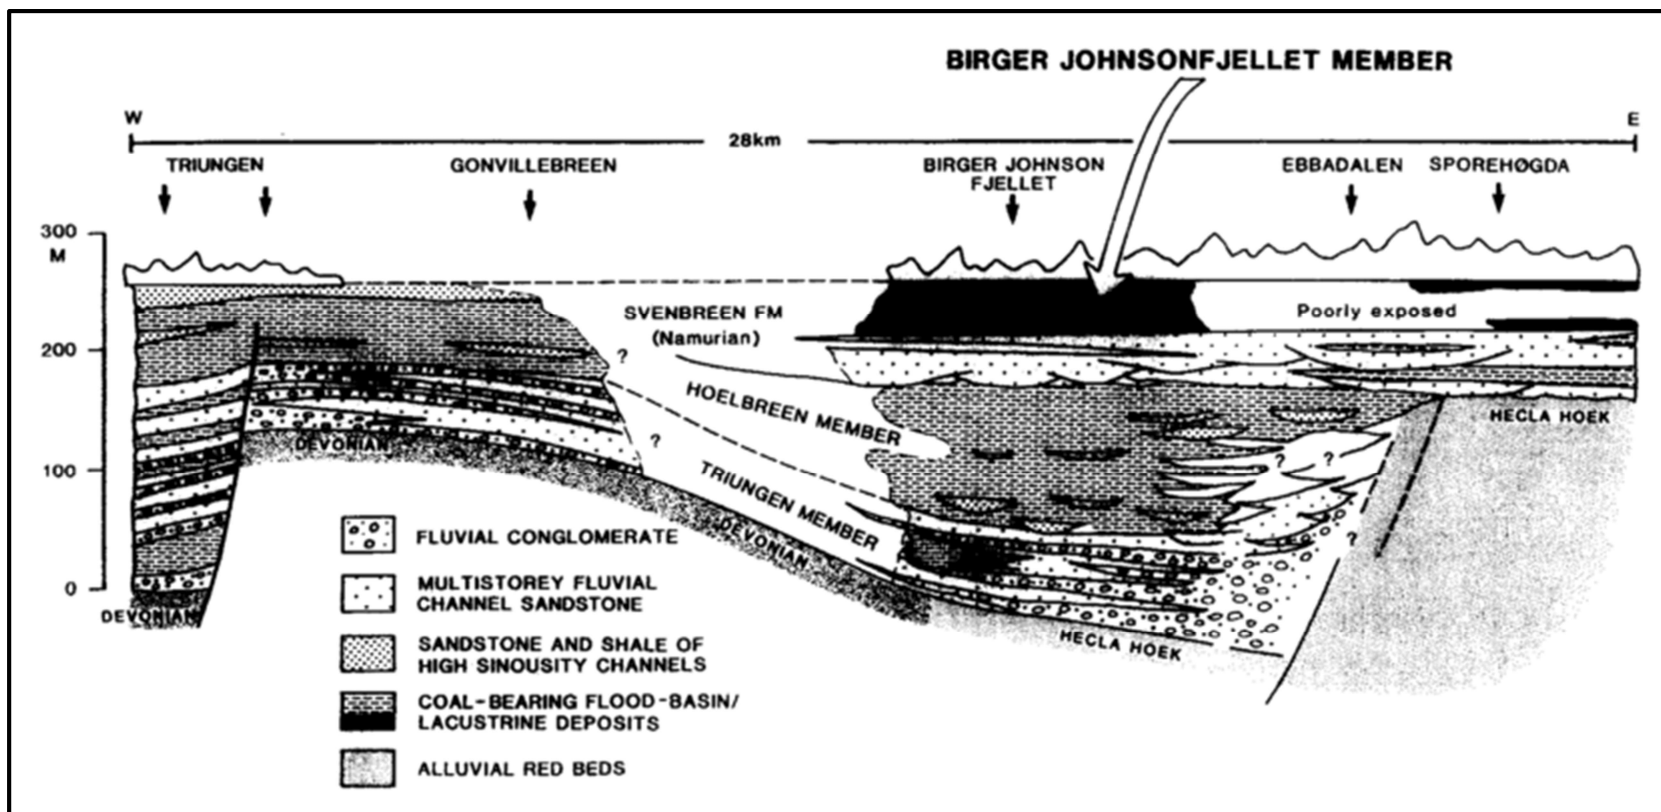 BIRGER JOHNSONFJELLET MEMBER
W
E
28km
TRIUNGEN
GONVILLEBREEN
BIRGER JOHNSON
FJELLET
EBBADALEN
SPOREHØGDA
300
M
200
100
0
SVENBREEN FM
(Namurian)
Poorly exposed
?
HOELBREEN MEMBER
HECLA HOEK
DEVONIAN
?
? ?
TRIUNGEN MEMBER
DEVONIAN
?
DEVONIAN
HECLA HOEK
FLUVIAL CONGLOMERATE
MULTISTOREY FLUVIAL
CHANNEL SANDSTONE
SANDSTONE AND SHALE OF
HIGH SINOUSITY CHANNELS
COAL-BEARING FLOOD-BASIN/
LACUSTRINE DEPOSITS
ALLUVIAL RED BEDS